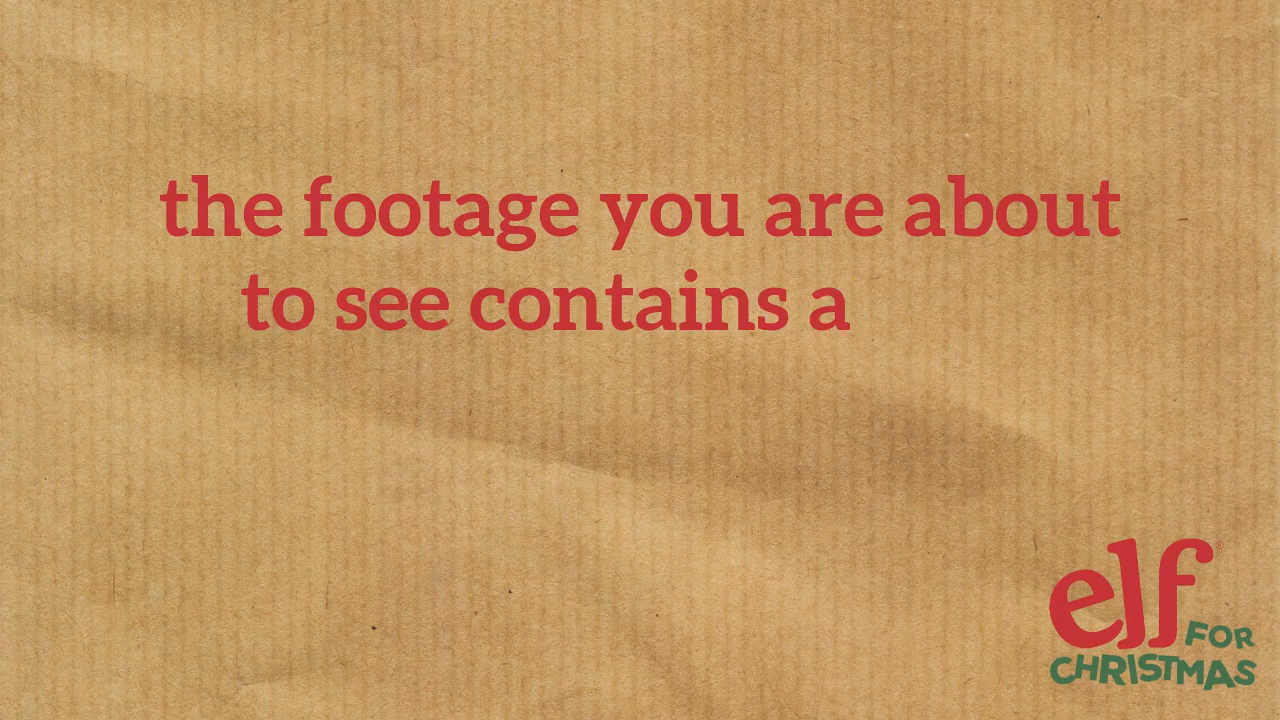 the footage you are about
to see contains a
elf®
FOR
CHRISTMAS